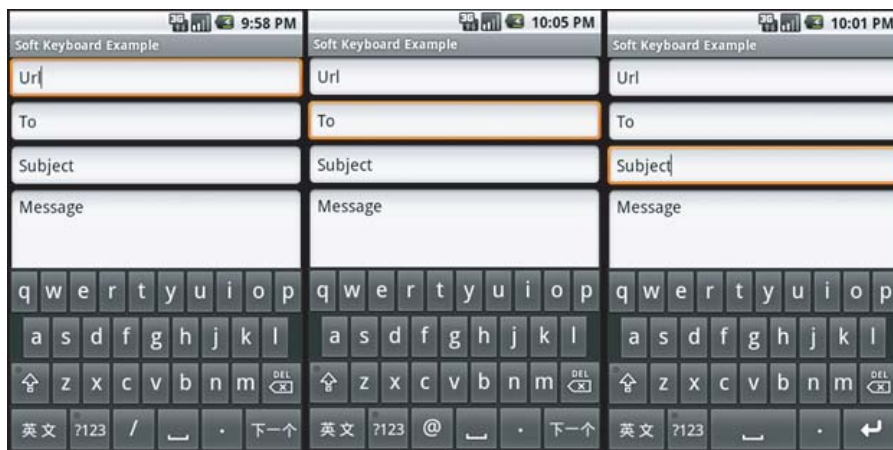 9:58 PM
Soft Keyboard Example
Url
To
Subject
Message
q w e r t y u i o p
a s d f g h j k l
z x c v b n m DEL
英文 ?123 / . 下一个
10:05 PM
Soft Keyboard Example
Url
To
Subject
Message
q w e r t y u i o p
a s d f g h j k l
z x c v b n m DEL
英文 ?123 @ . 下一个
10:01 PM
Soft Keyboard Example
Url
To
Subject
Message
q w e r t y u i o p
a s d f g h j k l
z x c v b n m DEL
英文 ?123 .